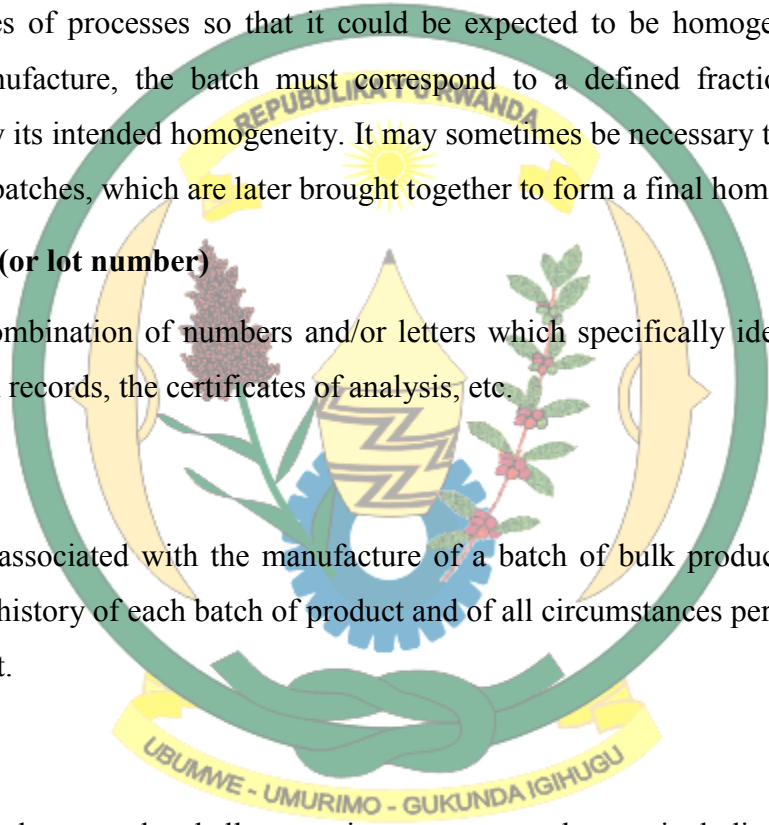 es of processes so that it could be expected to be homoge
nufacture, the batch must correspond to a defined fractio
REPUBULIKA Y'U RWANDA
y its intended homogeneity. It may sometimes be necessary t
batches, which are later brought together to form a final hom
(or lot number)
ombination of numbers and/or letters which specifically ide
records, the certificates of analysis, etc.
associated with the manufacture of a batch of bulk produc
history of each batch of product and of all circumstances per
t.
UBUMWE - UMURIMO - GUKUNDA IGIHUGU